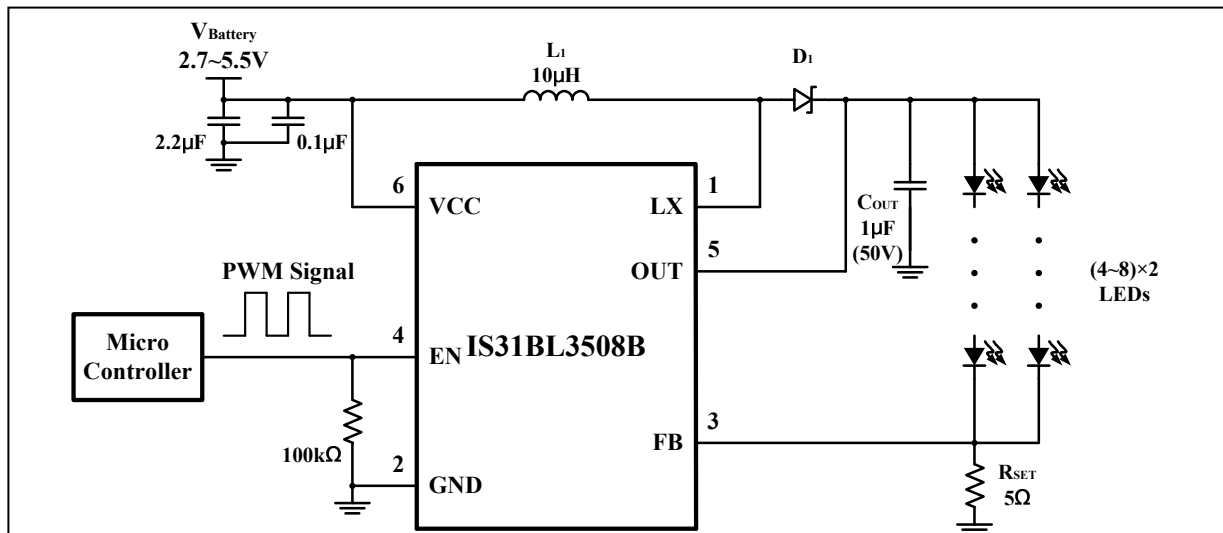 VBattery
2.7~5.5V
L1
10μH
D1
2.2μF
0.1μF
6
VCC
1
LX
COUT
1μF
(50V)
5
OUT
(4~8)×2
LEDs
PWM Signal
Micro
Controller
4
EN
IS31BL3508B
3
FB
100kΩ
2
GND
RSET
5Ω